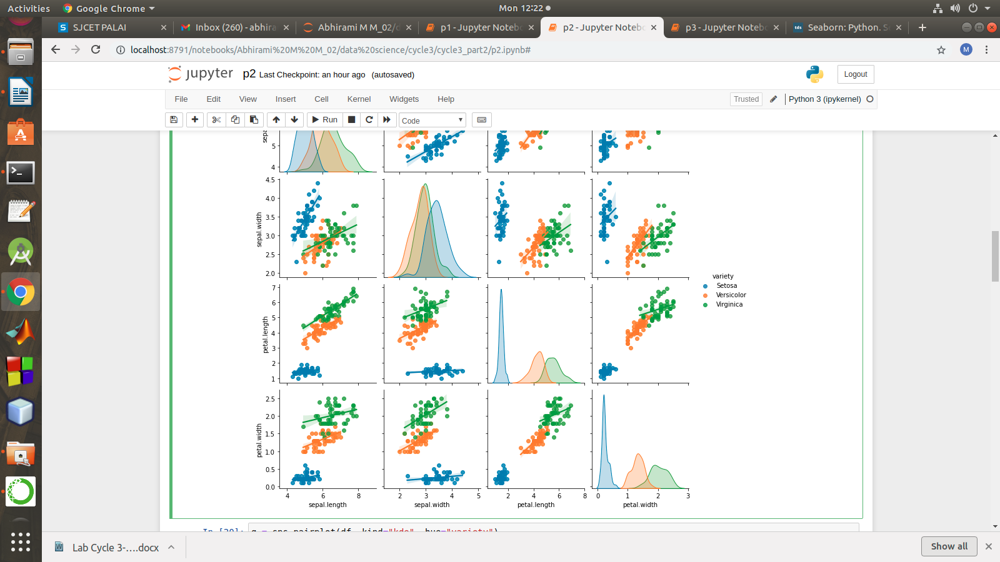 Activities
Google Chrome
Mon 12:22
SJCET PALAI
Inbox (260) - abhira
Abhirami M M_02/d
p1 - Jupyter Notebo
p2 - Jupyter Notebo
p3 - Jupyter Notebo
tds
Seaborn: Python. S
localhost:8791/notebooks/Abhirami%20M%20M_02/data%20science/cycle3/cycle3_part2/p2.ipynb#
M
jupyter p2 Last Checkpoint: an hour ago (autosaved)
Logout
File Edit View Insert Cell Kernel Widgets Help
Trusted
Python 3 (ipykernel)
Run
Code
sepa
5
4
4.5
4.0
3.5
3.0
2.5
2.0
sepal.width
variety
Setosa
Versicolor
Virginica
7
6
5
4
3
2
1
petal.length
2.5
2.0
1.5
1.0
0.5
0.0
petal.width
4 6 8 2 3 4 5 2 4 6 8 0 1 2 3
sepal.length sepal.width petal.length petal.width
In [20]: g = sns.pairplot(df, kind="kde", hue="variety")
Lab Cycle 3-....docx
Show all